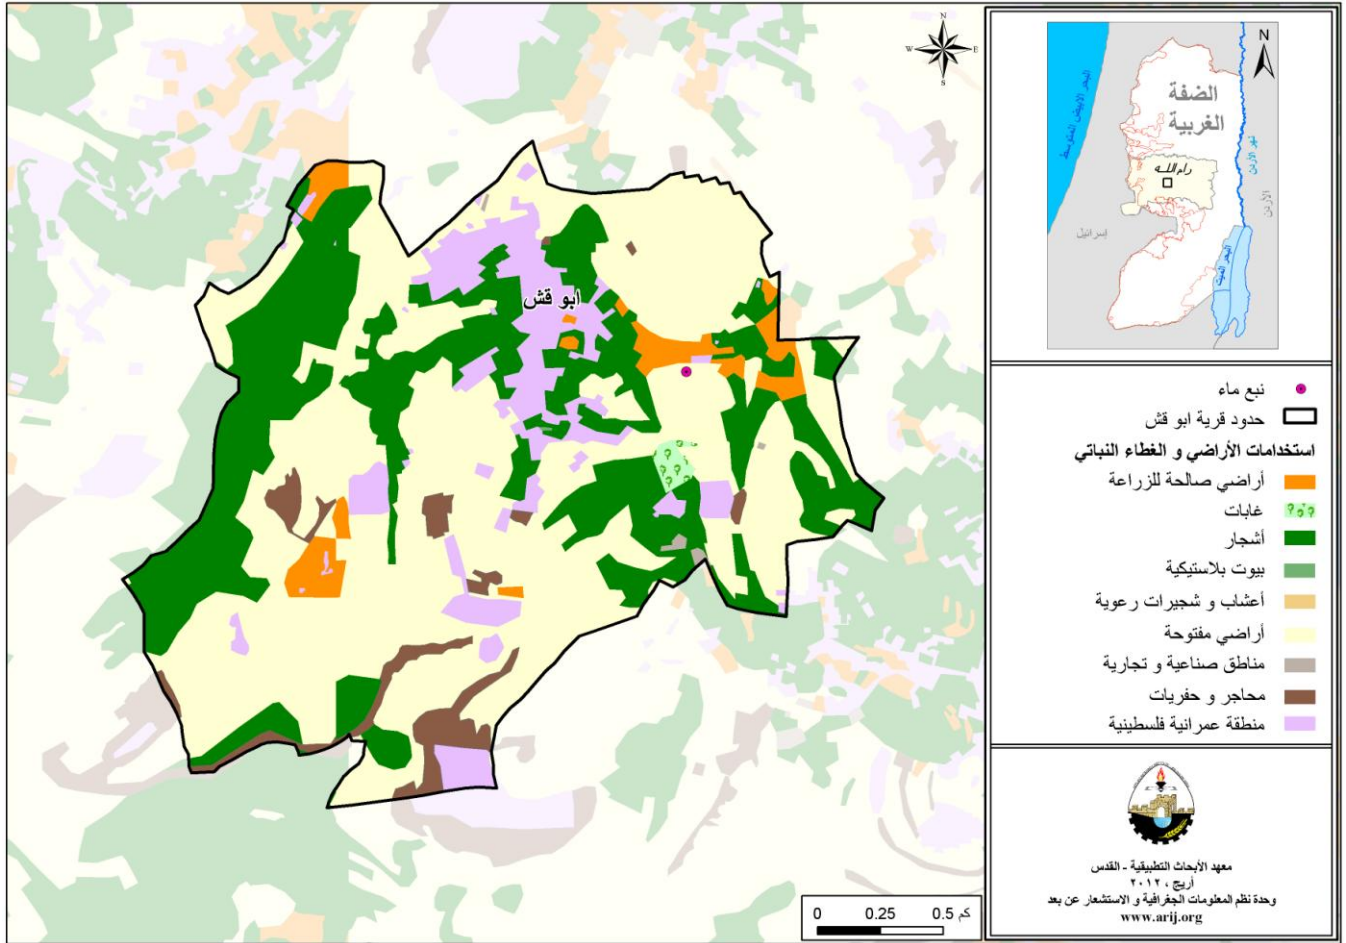 N
W
E
S
ابو قش
0
0.25
0.5 كم
N
الضفة
الغربية
البحر الابيض المتوسط
نهر الأردن
رام الله
الأردن
إسرائيل
البحر الميت
نبع ماء
حدود قرية ابو قش
استخدامات الأراضي و الغطاء النباتي
أراضي صالحة للزراعة
غابات
أشجار
بيوت بلاستيكية
أعشاب و شجيرات رعوية
أراضي مفتوحة
مناطق صناعية و تجارية
محاجر و حفريات
منطقة عمرانية فلسطينية
معهد الأبحاث التطبيقية - القدس
أريج ، ٢٠١٢
وحدة نظم المعلومات الجغرافية و الاستشعار عن بعد
www.arij.org